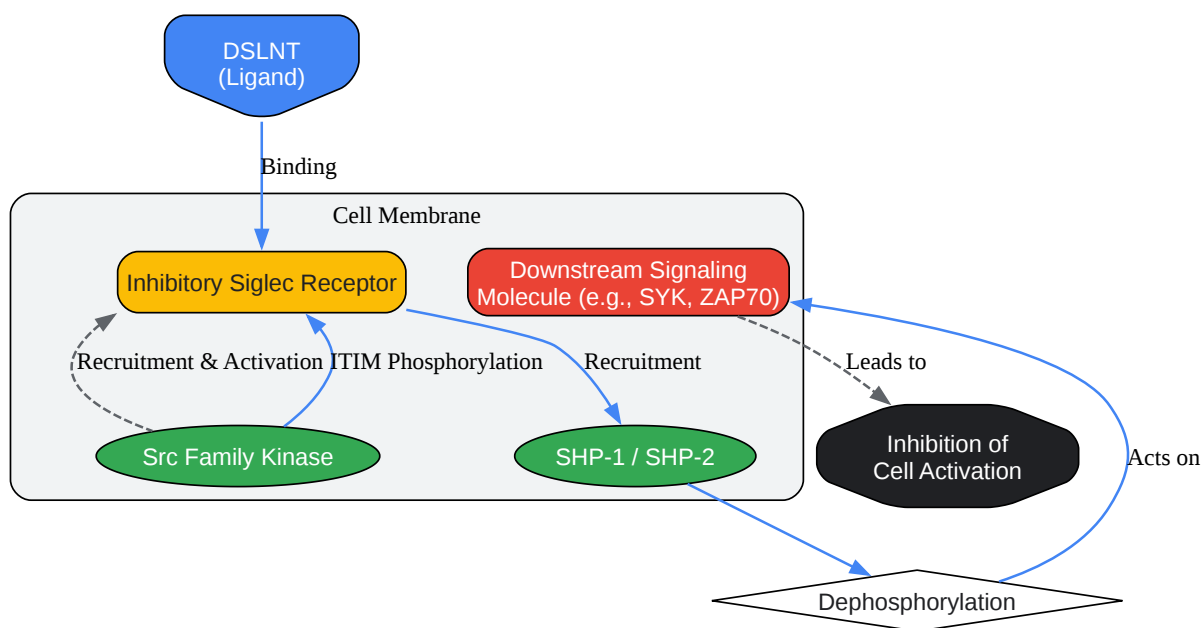 DSLNT
(Ligand)
Binding
Cell Membrane
Inhibitory Siglec Receptor
Downstream Signaling
Molecule (e.g., SYK, ZAP70)
Recruitment & Activation
ITIM Phosphorylation
Recruitment
Leads to
Src Family Kinase
SHP-1 / SHP-2
Inhibition of
Cell Activation
Acts on
Dephosphorylation